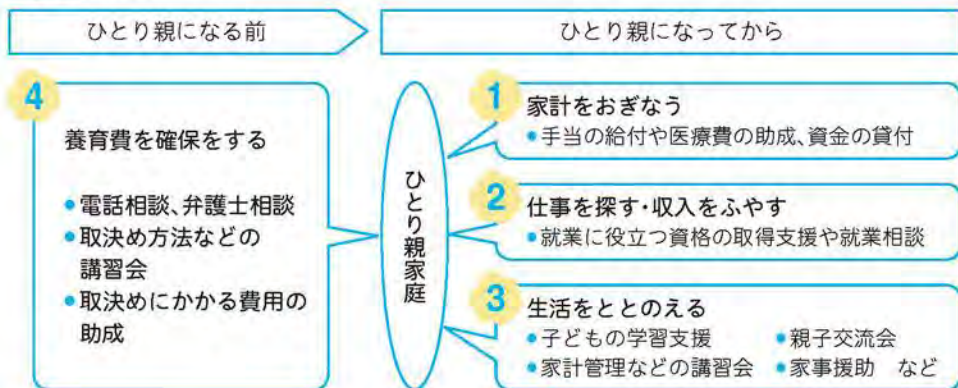 ひとり親になる前
ひとり親になってから
4
養育費を確保をする
●電話相談、弁護士相談
●取決め方法などの
講習会
●取決めにかかる費用の
助成
ひとり親家庭
1
家計をおぎなう
●手当の給付や医療費の助成、資金の貸付
2
仕事を探す・収入をふやす
●就業に役立つ資格の取得支援や就業相談
3
生活をととのえる
●子どもの学習支援 ●親子交流会
●家計管理などの講習会 ●家事援助 など